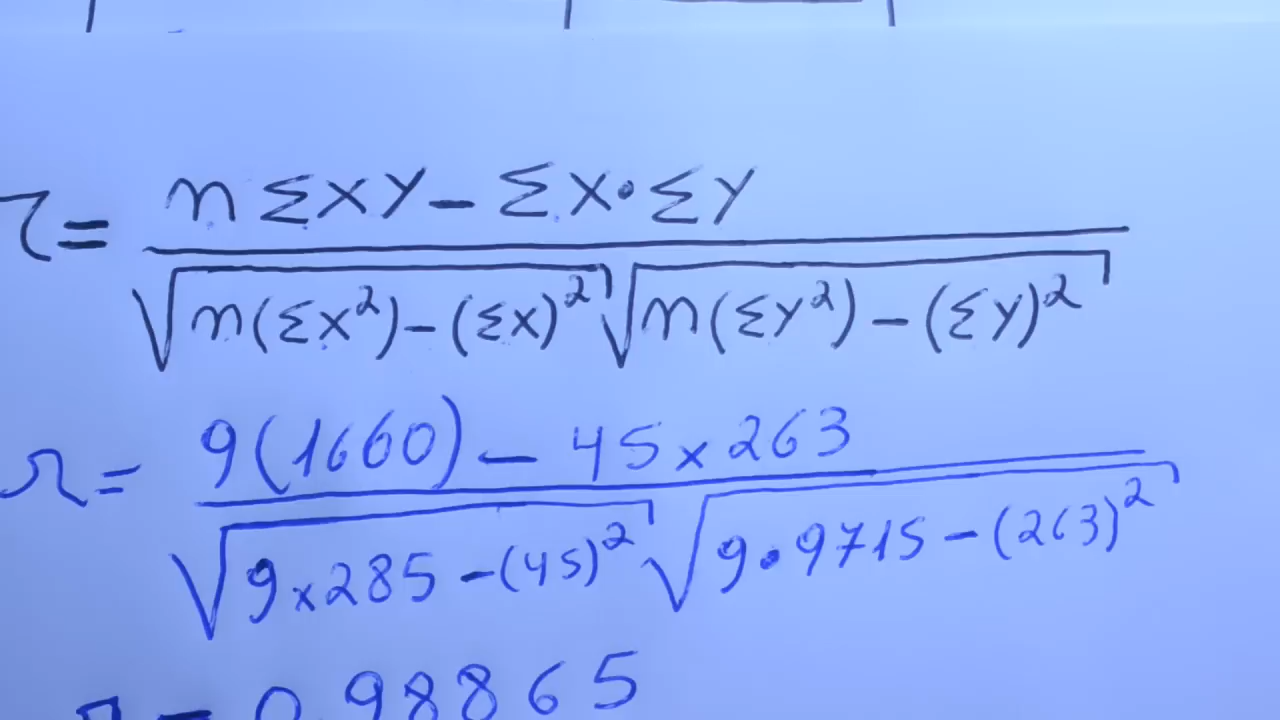 r = n ΣXY - ΣX·ΣY / √n(ΣX²) - (ΣX)² √n(ΣY²) - (ΣY)²
r = 9(1660) - 45 x 263 / √9 x 285 - (45)² √9·9715 - (263)²
r = 0.98865